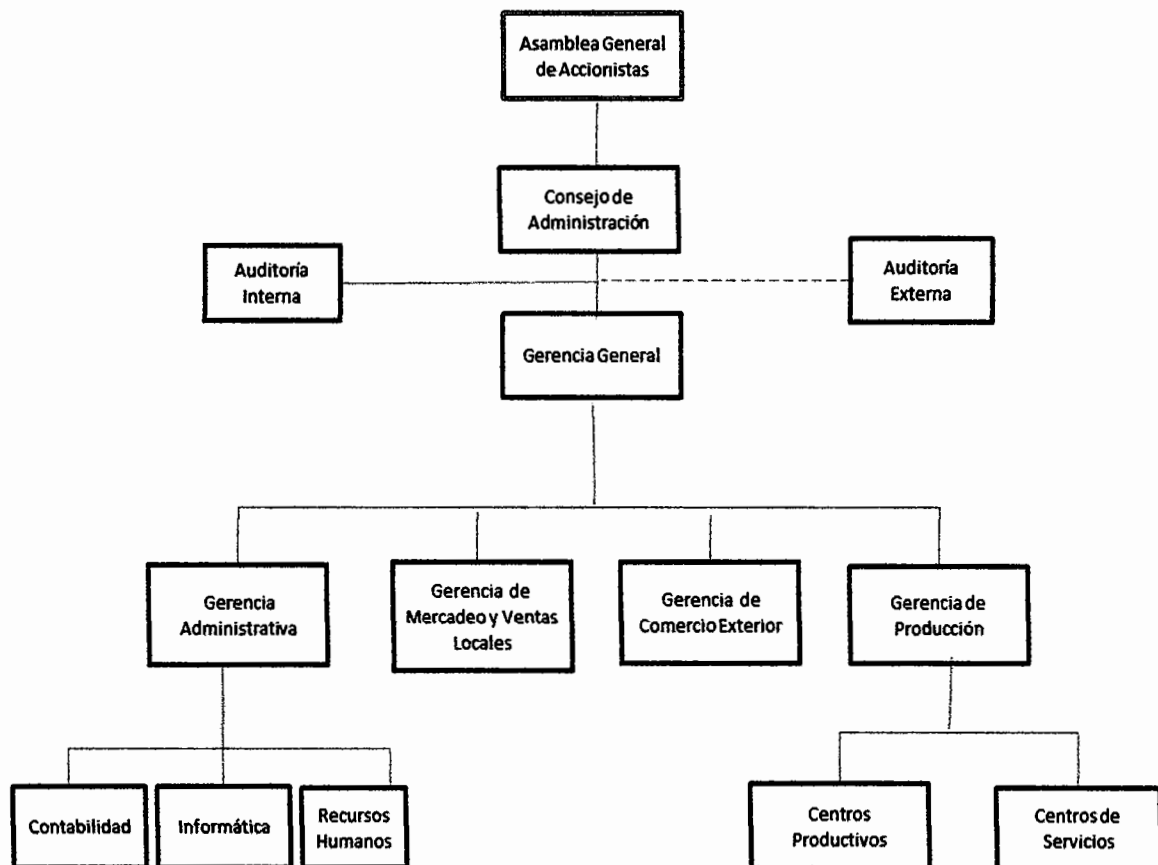 Asamblea General
de Accionistas
Consejo de
Administración
Auditoría
Interna
Auditoría
Externa
Gerencia General
Gerencia
Administrativa
Gerencia de
Mercadeo y Ventas
Locales
Gerencia de
Comercio Exterior
Gerencia de
Producción
Contabilidad
Informática
Recursos
Humanos
Centros
Productivos
Centros de
Servicios